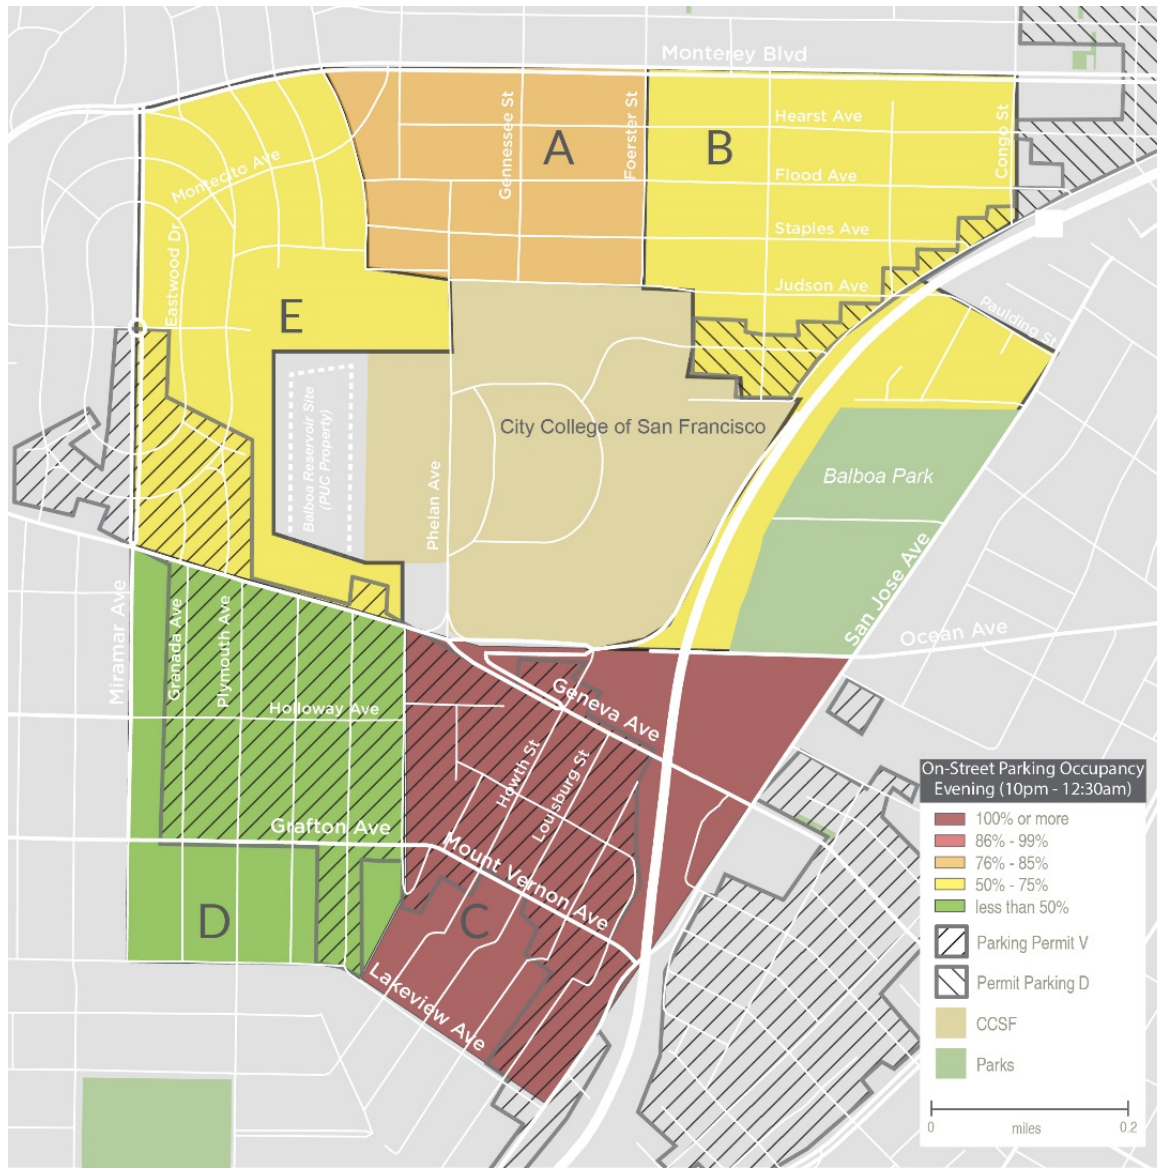 Monterey Blvd
Hearst Ave
Gennessee St
Foerster St
Congo St
A
B
Montecito Ave
Flood Ave
Staples Ave
Eastwood Dr
Judson Ave
E
Paulding St
City College of San Francisco
Balboa Park
Balboa Reservoir Site
(PUC Property)
Phelan Ave
San Jose Ave
Ocean Ave
Miramar Ave
Granada Ave
Plymouth Ave
Holloway Ave
Geneva Ave
Howth St
Louisburg St
Grafton Ave
Mount Vernon Ave
D
C
Lakeview Ave
On-Street Parking Occupancy
Evening (10pm - 12:30am)
100% or more
86% - 99%
76% - 85%
50% - 75%
less than 50%
Parking Permit V
Permit Parking D
CCSF
Parks
0 miles 0.2